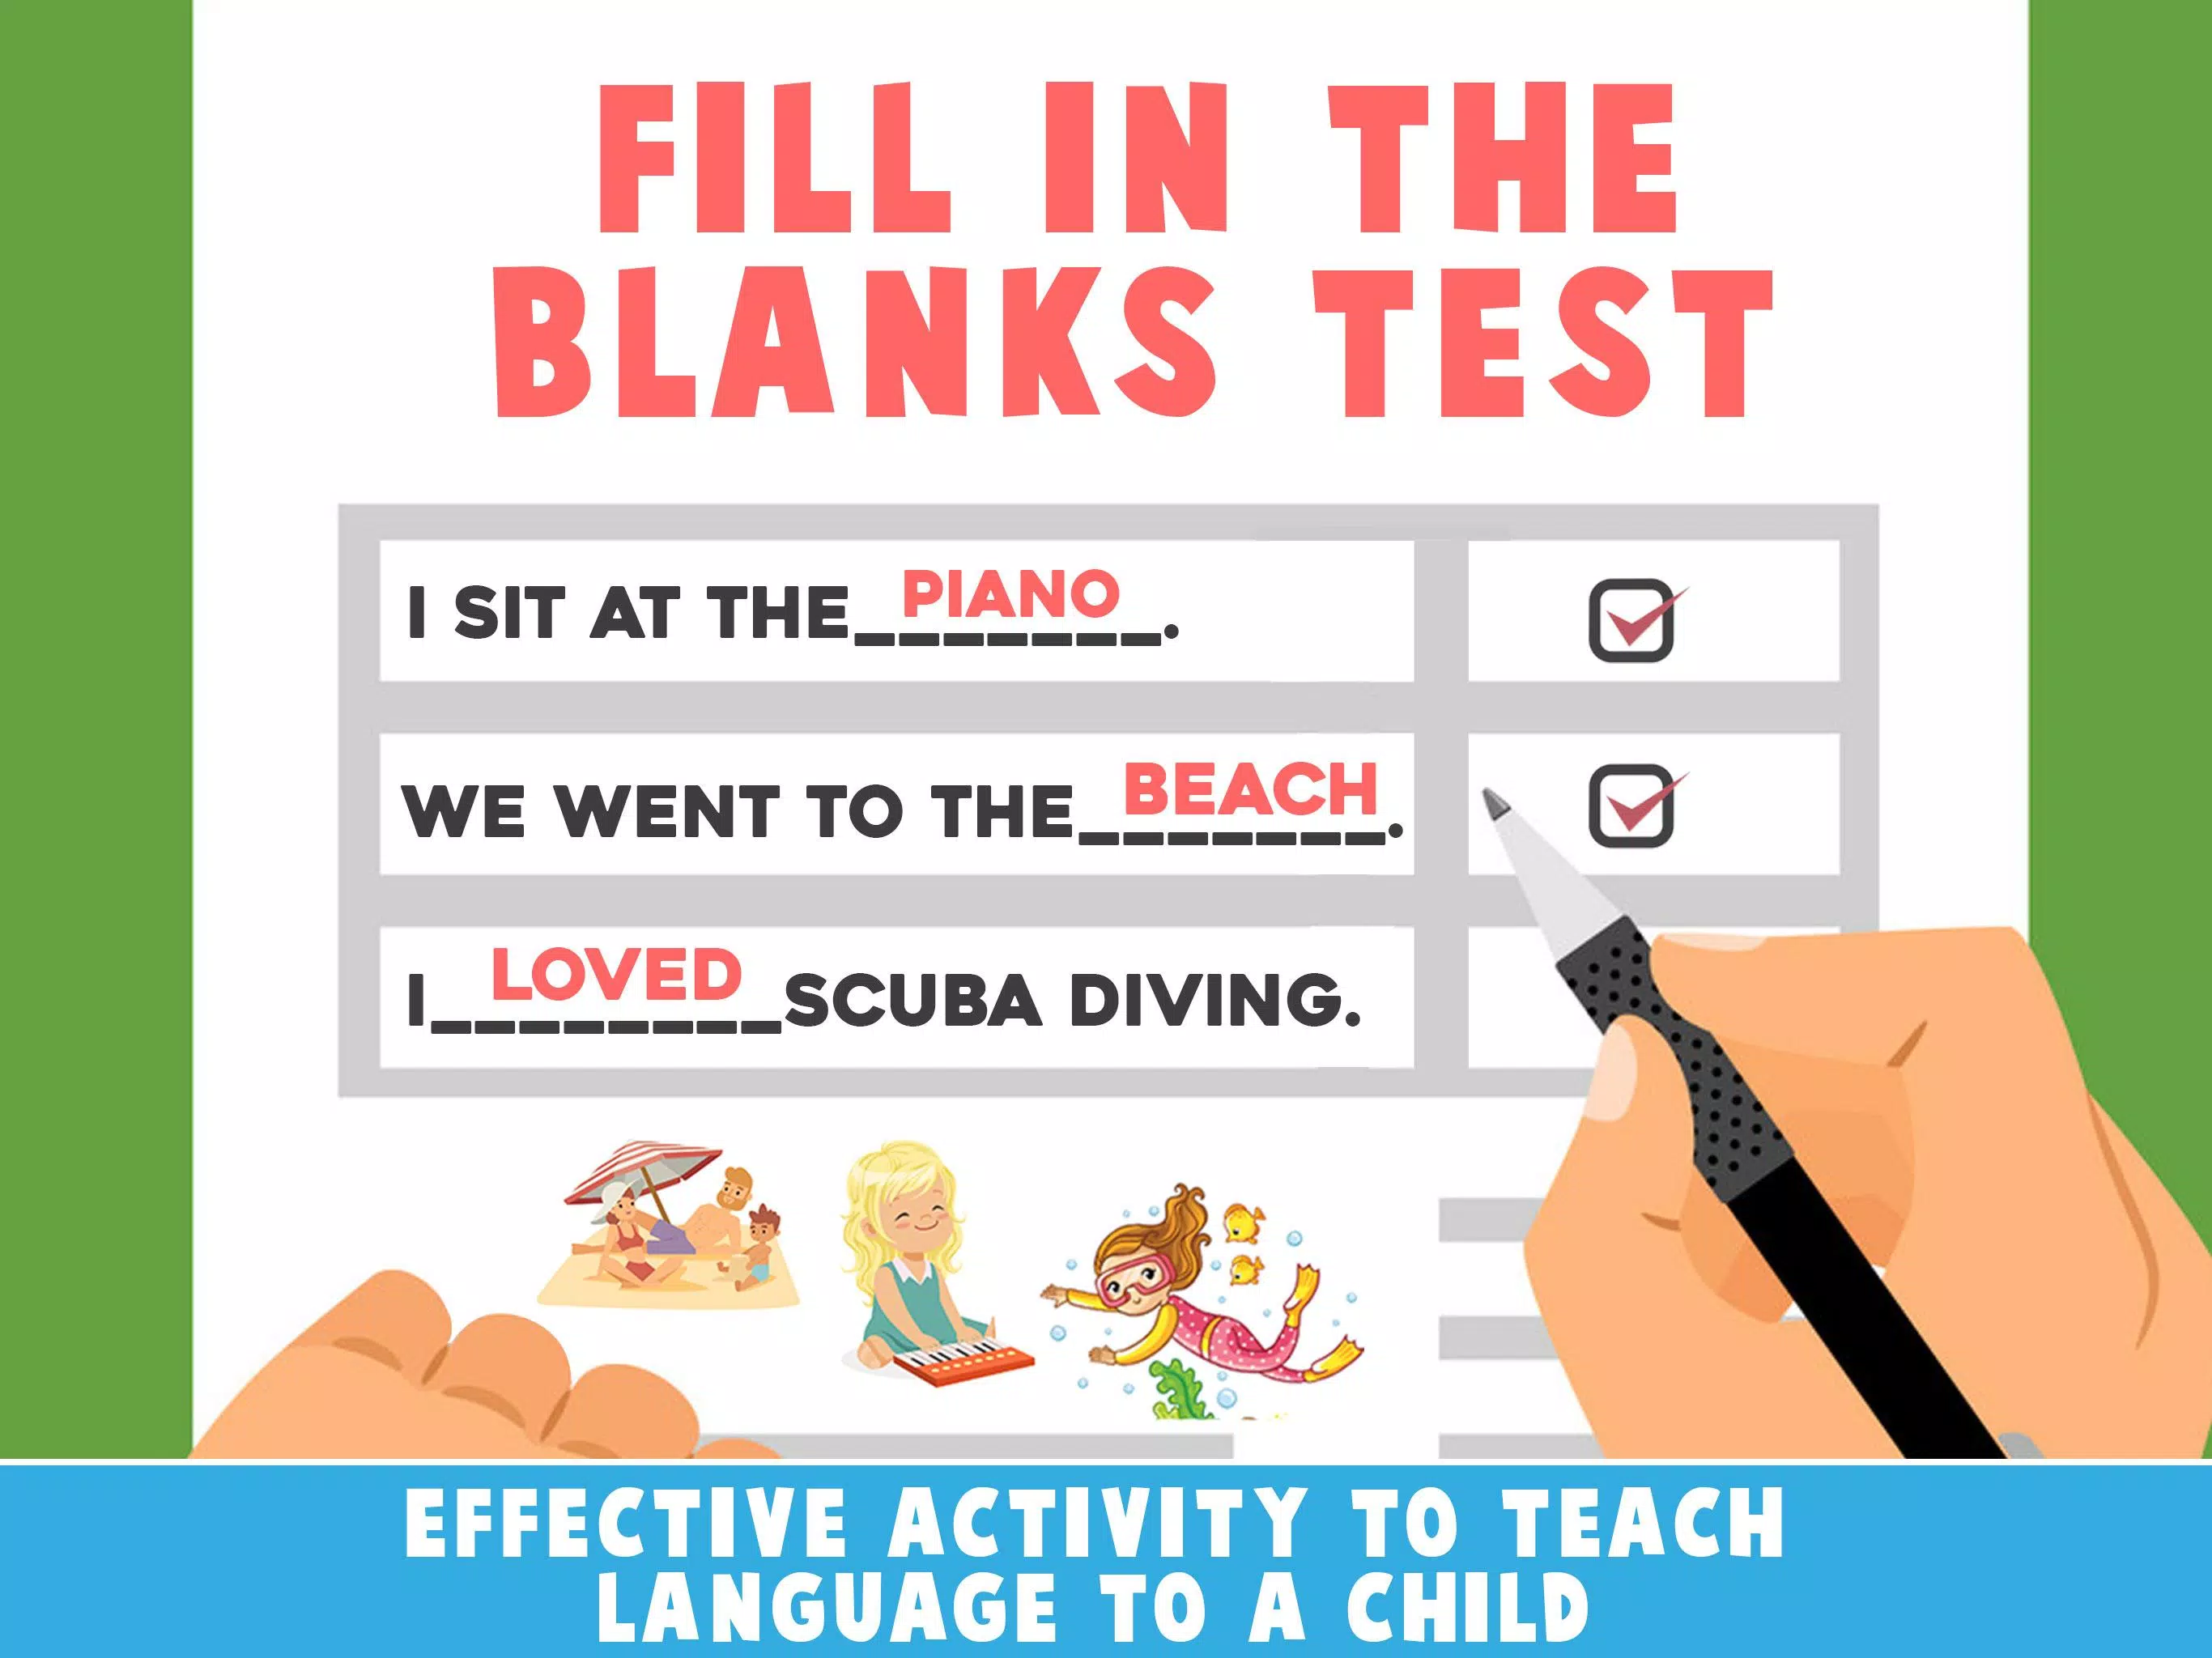 FILL IN THE
BLANKS TEST
I SIT AT THE PIANO.
WE WENT TO THE BEACH.
I LOVED SCUBA DIVING.
EFFECTIVE ACTIVITY TO TEACH
LANGUAGE TO A CHILD